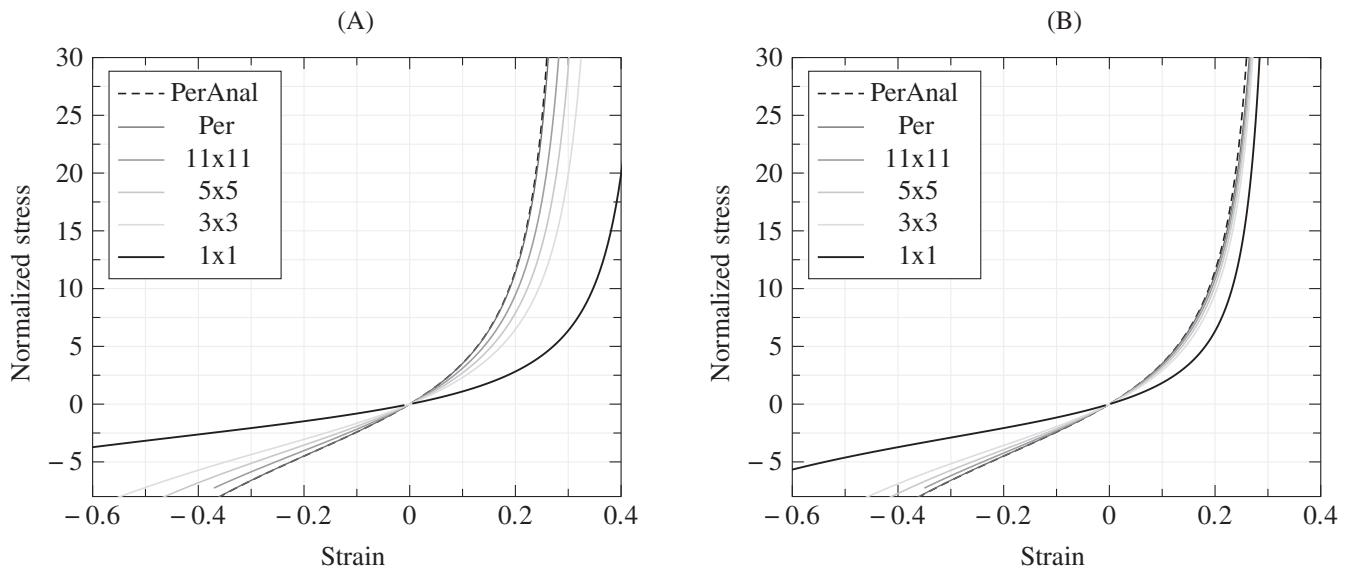 (A)
30
25
20
15
10
5
0
−5
−0.6
−0.4
−0.2
0
0.2
0.4
Normalized stress
Strain
PerAnal
Per
11x11
5x5
3x3
1x1
(B)
30
25
20
15
10
5
0
−5
−0.6
−0.4
−0.2
0
0.2
0.4
Normalized stress
Strain
PerAnal
Per
11x11
5x5
3x3
1x1